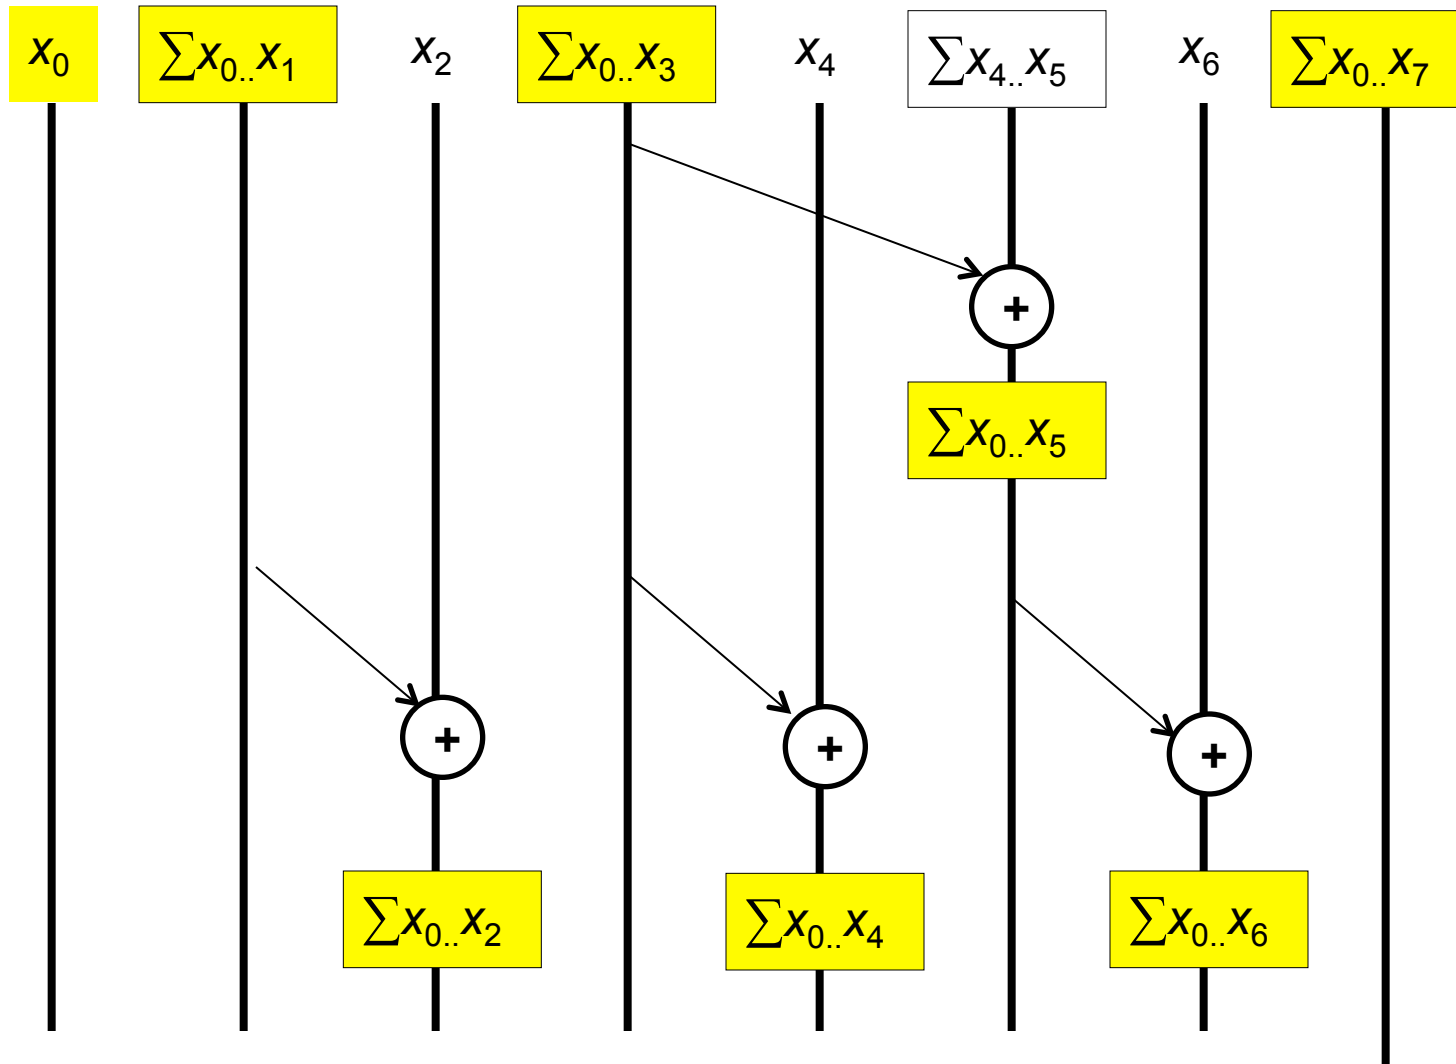 x₀ ∑x₀..x₁ x₂ ∑x₀..x₃ x₄ ∑x₄..x₅ x₆ ∑x₀..x₇
+
∑x₀..x₅
+ + +
∑x₀..x₂ ∑x₀..x₄ ∑x₀..x₆